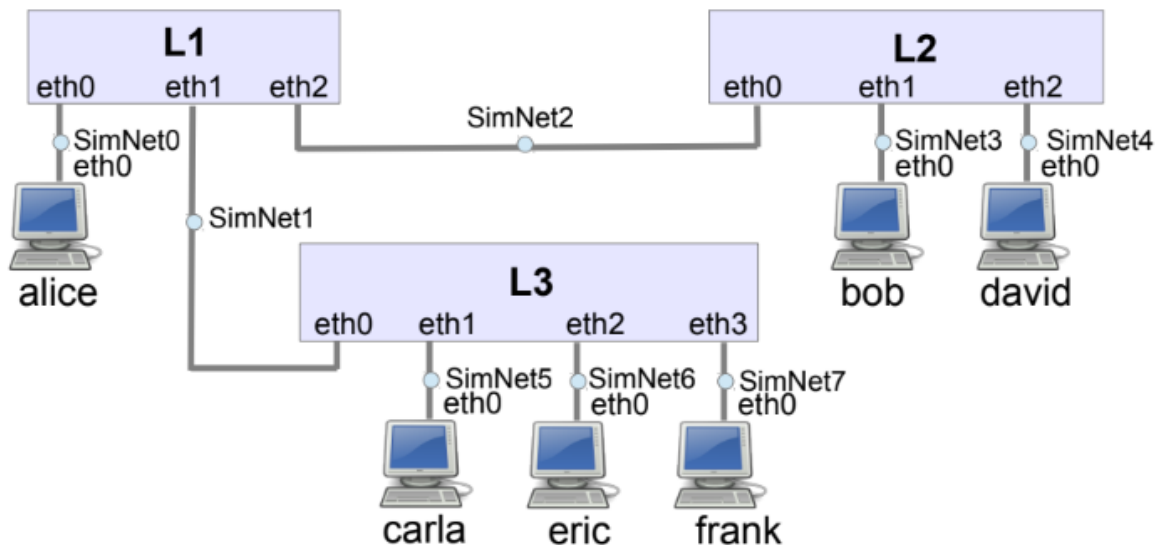 L1
eth0 eth1 eth2
SimNet0
eth0
alice
SimNet1
SimNet2
L2
eth0 eth1 eth2
SimNet3
eth0
bob
SimNet4
eth0
david
L3
eth0 eth1 eth2 eth3
SimNet5
eth0
carla
SimNet6
eth0
eric
SimNet7
eth0
frank